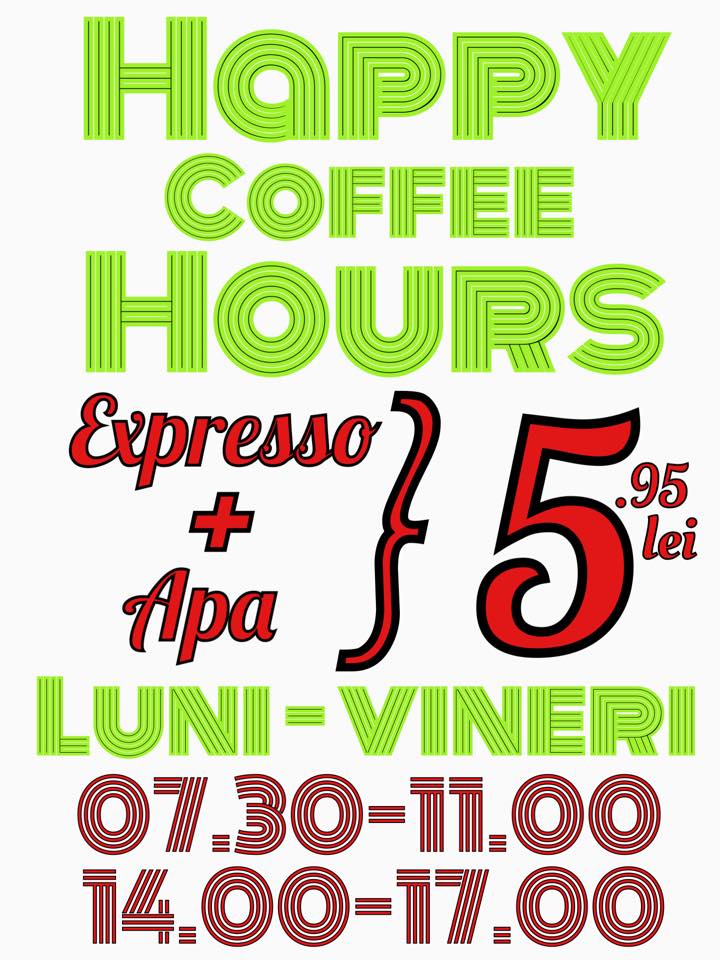 Happy
Coffee
Hours
Expresso
+
Apa
} 5.95
lei
Luni - Vineri
07.30-11.00
14.00-17.00